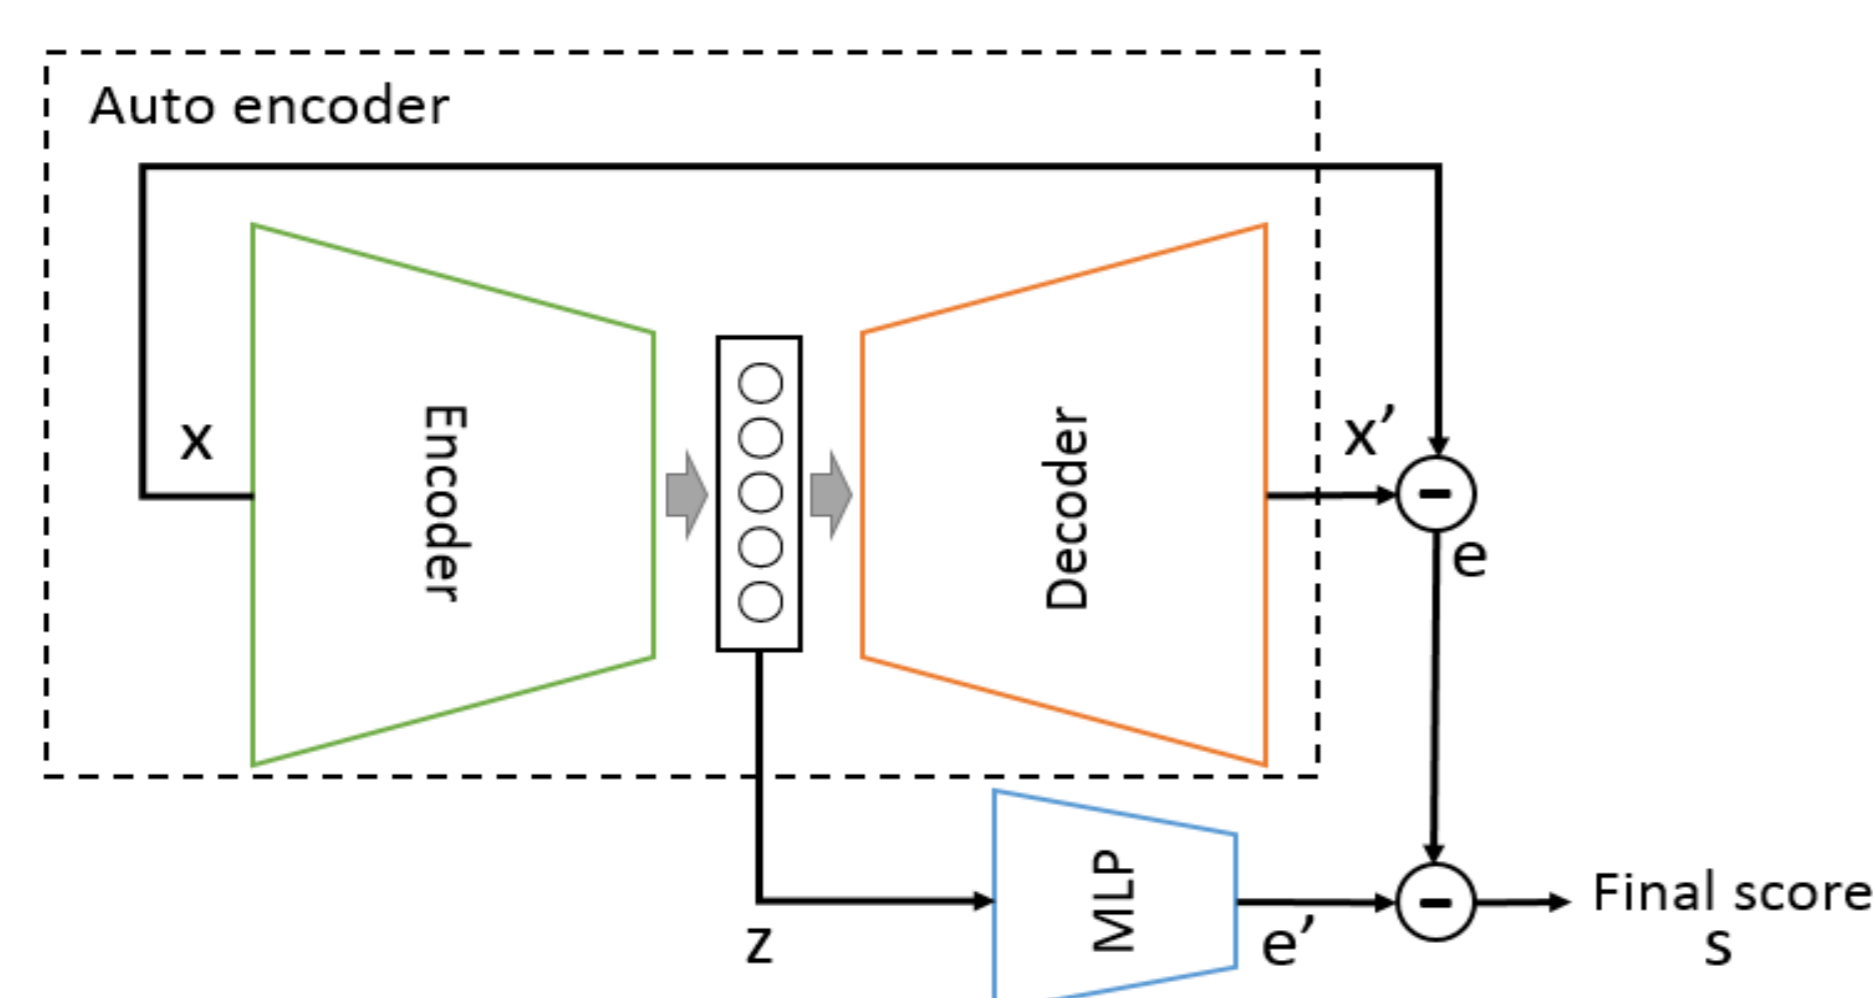 Auto encoder
x
Encoder
Decoder
x’
e
MLP
z
e’
Final score
s